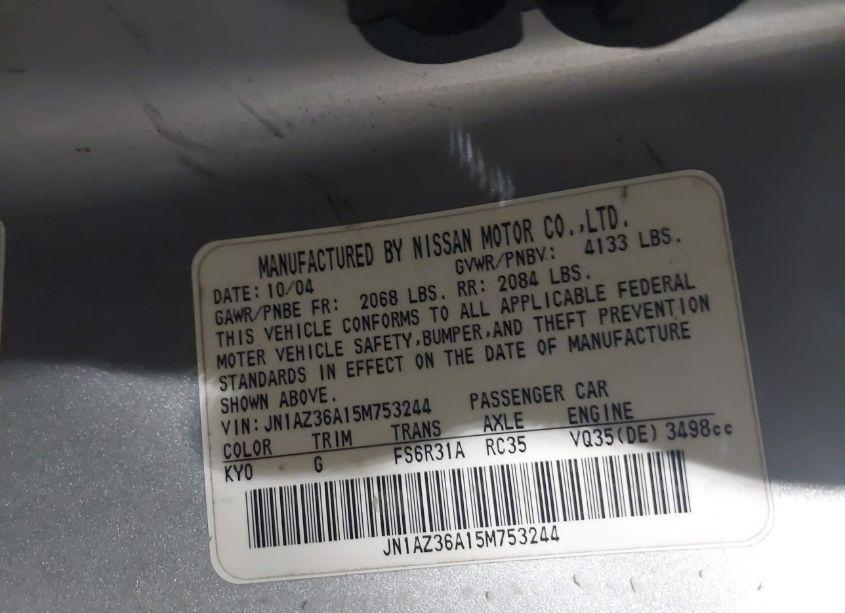 MANUFACTURED BY NISSAN MOTOR CO.,LTD.
DATE: 10/04 GVWR/PNBV: 4133 LBS.
GAWR/PNBE FR: 2068 LBS. RR: 2084 LBS.
THIS VEHICLE CONFORMS TO ALL APPLICABLE FEDERAL
MOTER VEHICLE SAFETY,BUMPER,AND THEFT PREVENTION
STANDARDS IN EFFECT ON THE DATE OF MANUFACTURE
SHOWN ABOVE.
VIN: JN1AZ36A15M753244 PASSENGER CAR
COLOR TRIM TRANS AXLE ENGINE
KY0 G FS6R31A RC35 VQ35(DE) 3498cc
JN1AZ36A15M753244